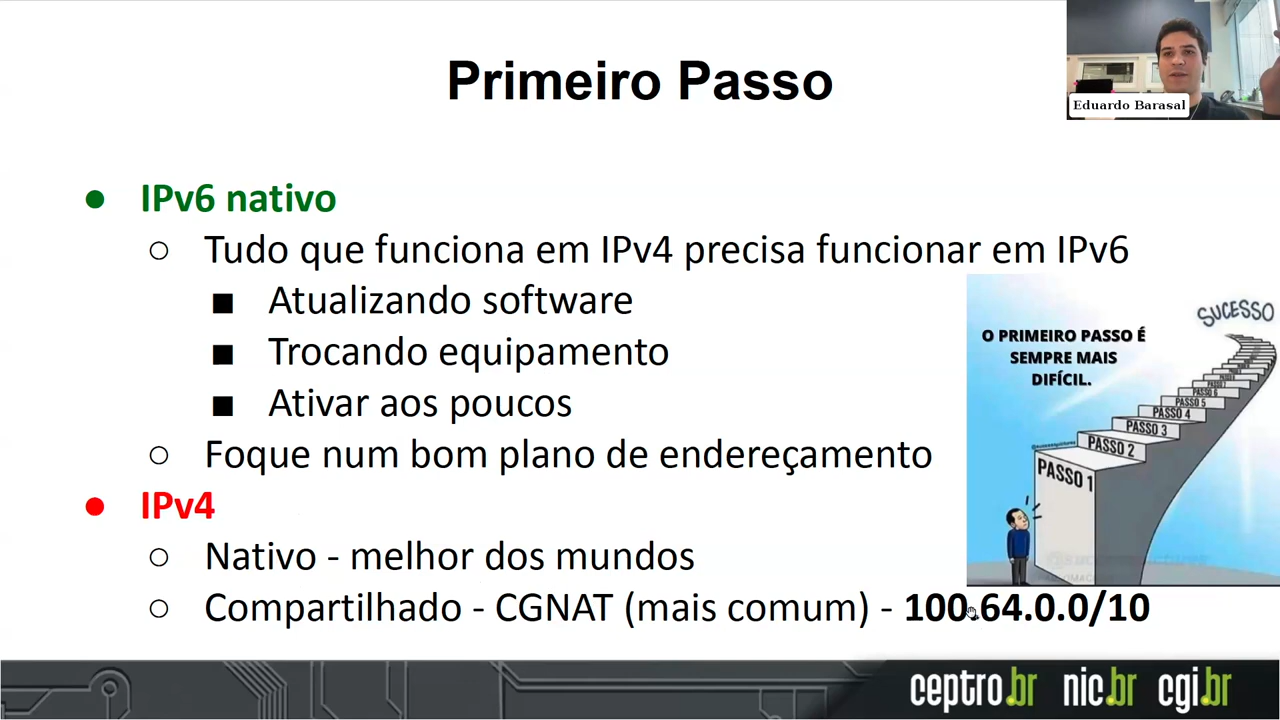 Primeiro Passo
Eduardo Barasal
● IPv6 nativo
○ Tudo que funciona em IPv4 precisa funcionar em IPv6
■ Atualizando software
■ Trocando equipamento
■ Ativar aos poucos
○ Foque num bom plano de endereçamento
● IPv4
○ Nativo - melhor dos mundos
○ Compartilhado - CGNAT (mais comum) - 100.64.0.0/10
SUCESSO
O PRIMEIRO PASSO É
SEMPRE MAIS
DIFÍCIL.
PASSO 6
PASSO 5
PASSO 4
PASSO 3
PASSO 2
PASSO 1
ceptro.br nic.br cgi.br